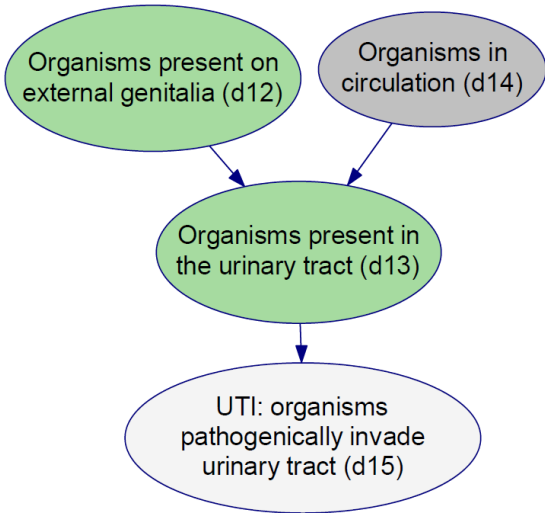 Organisms present on
external genitalia (d12)
Organisms in
circulation (d14)
Organisms present in
the urinary tract (d13)
UTI: organisms
pathogenically invade
urinary tract (d15)